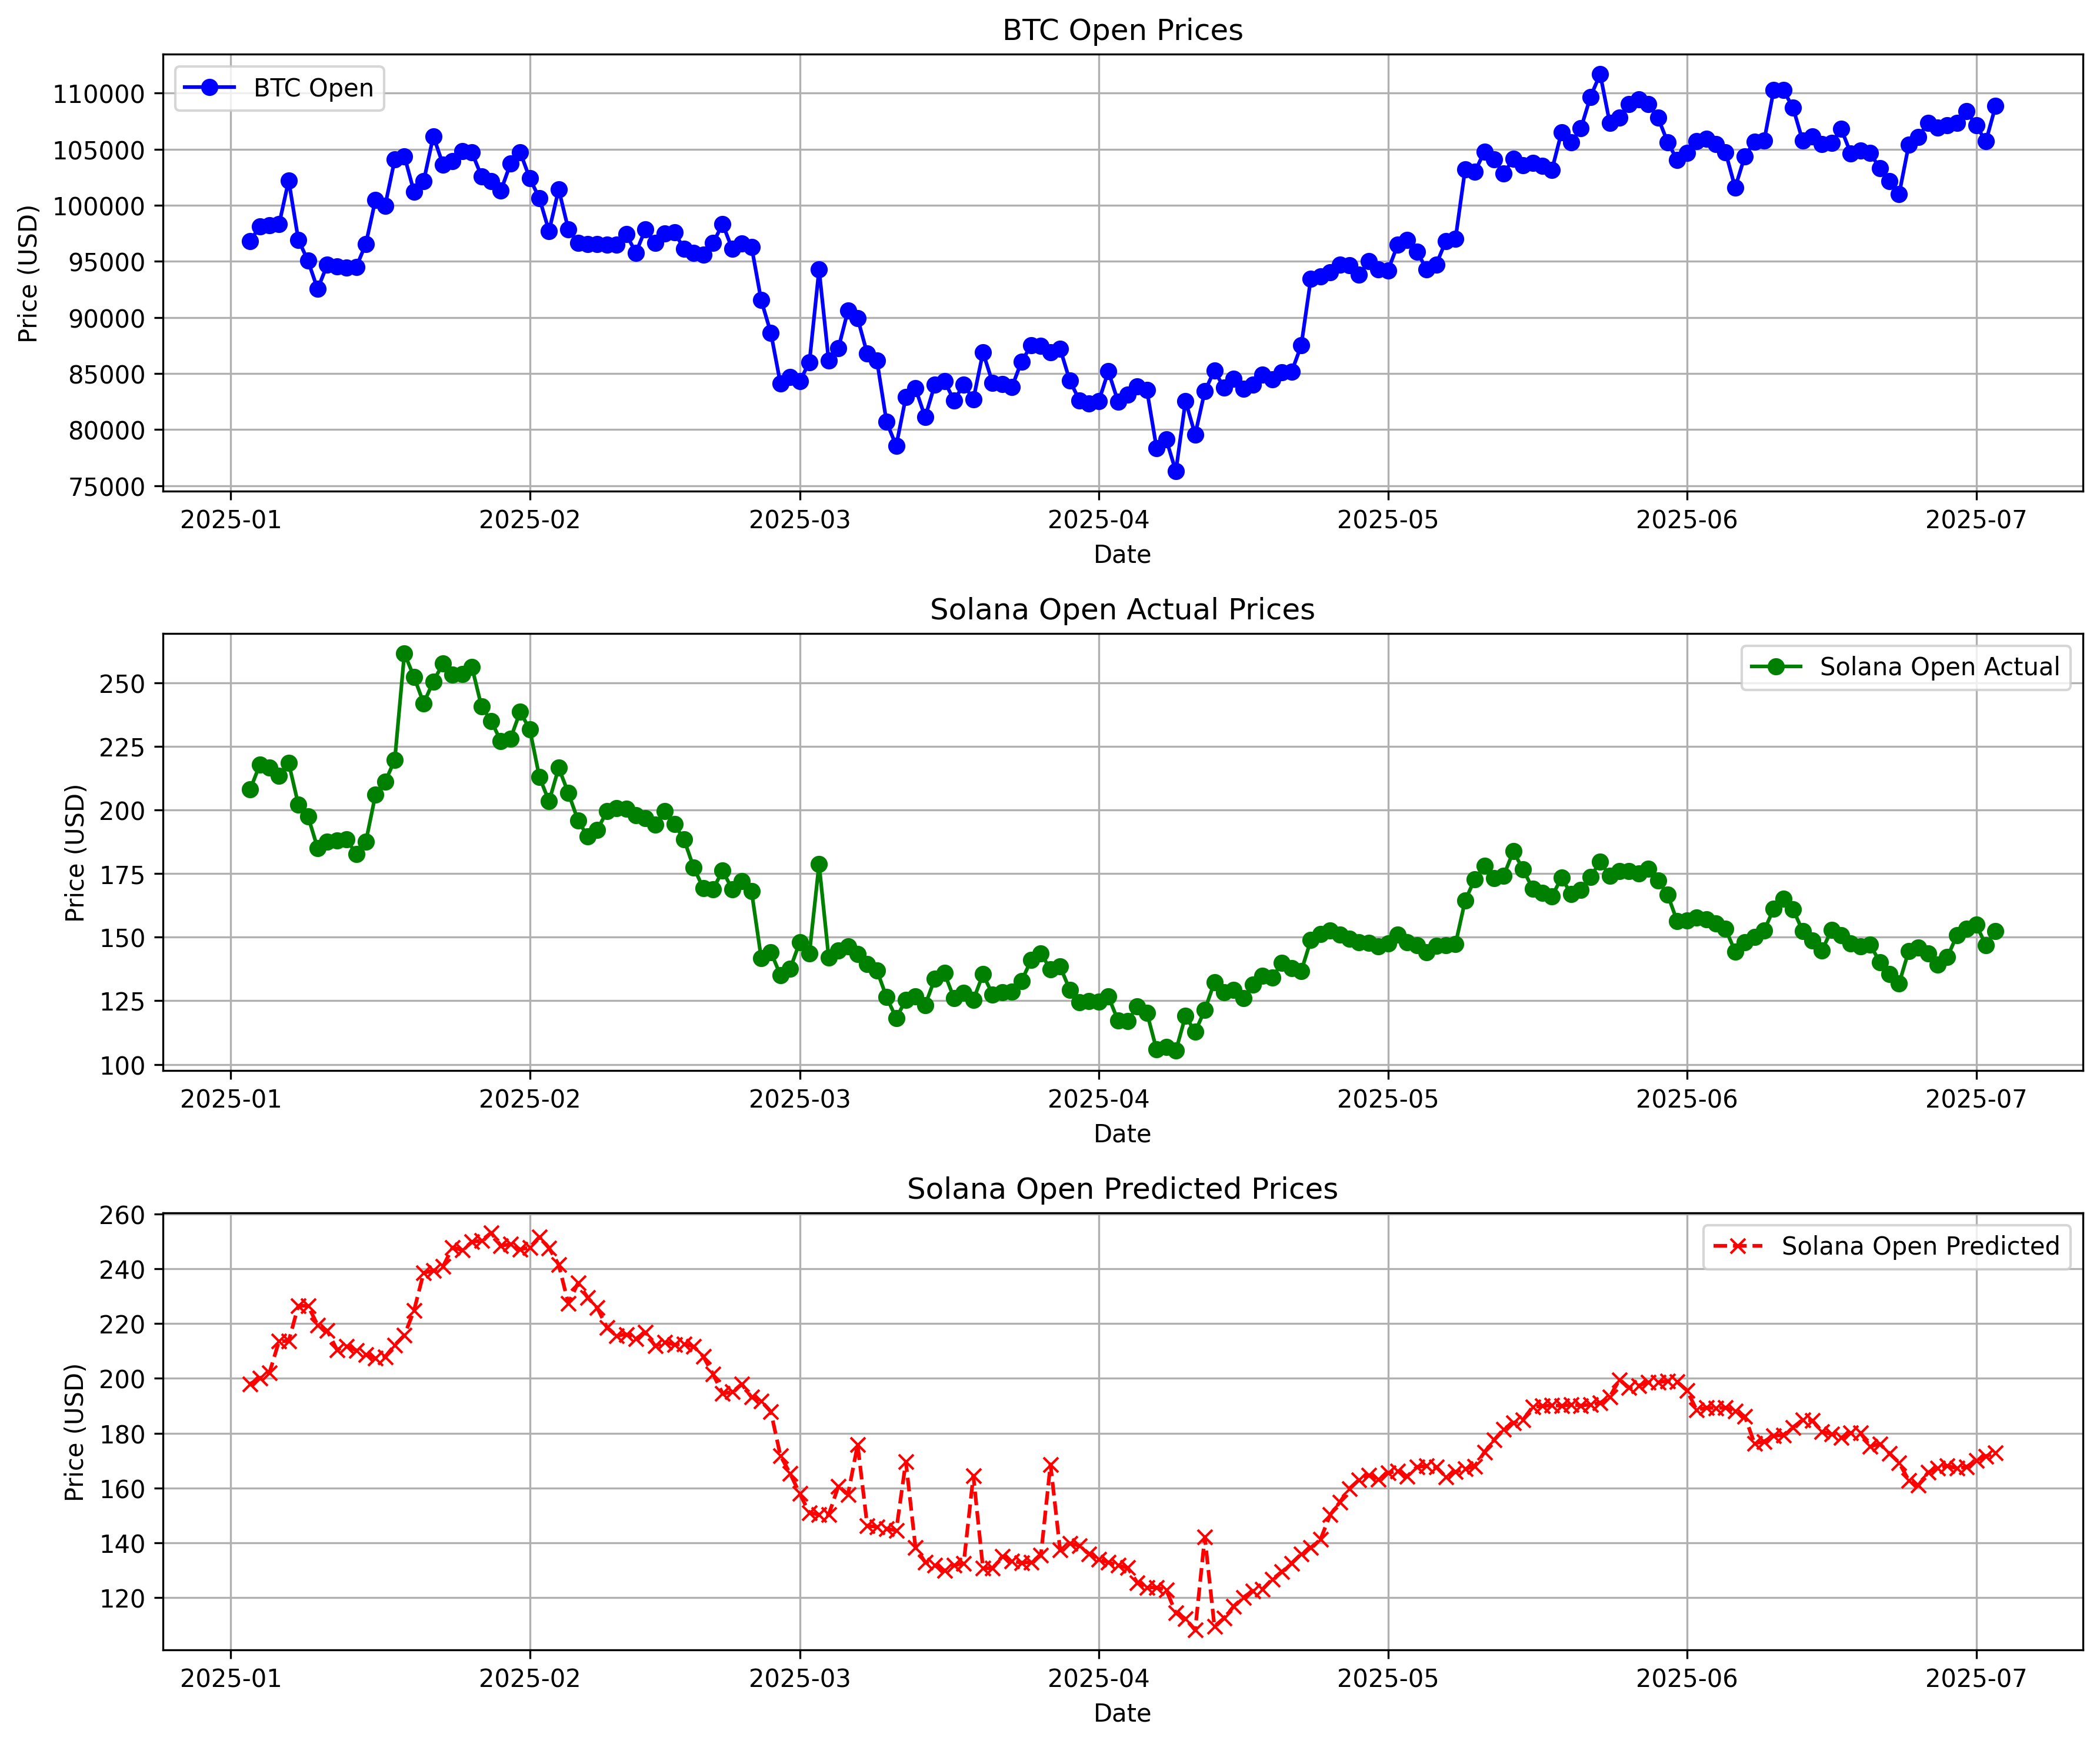 BTC Open Prices
BTC Open
110000
105000
100000
95000
90000
85000
80000
75000
Price (USD)
2025-01 2025-02 2025-03 2025-04 2025-05 2025-06 2025-07
Date
Solana Open Actual Prices
Solana Open Actual
250
225
200
175
150
125
100
Price (USD)
2025-01 2025-02 2025-03 2025-04 2025-05 2025-06 2025-07
Date
Solana Open Predicted Prices
Solana Open Predicted
260
240
220
200
180
160
140
120
Price (USD)
2025-01 2025-02 2025-03 2025-04 2025-05 2025-06 2025-07
Date